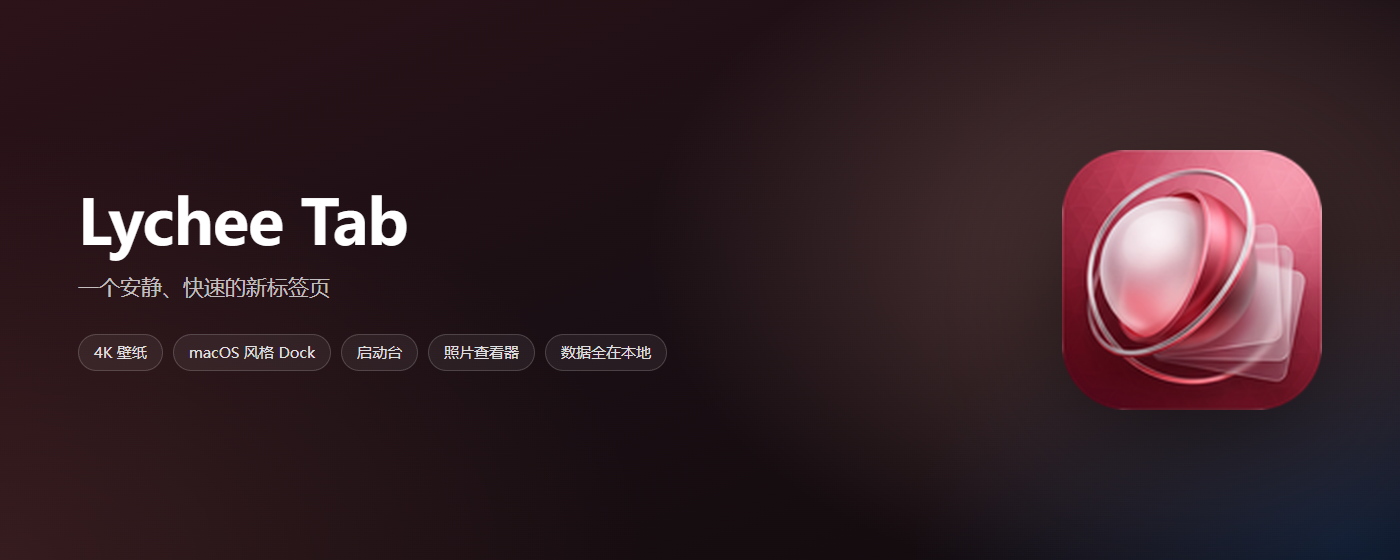 Lychee Tab
一个安静、快速的新标签页
4K 壁纸 macOS 风格 Dock 启动台 照片查看器 数据全在本地